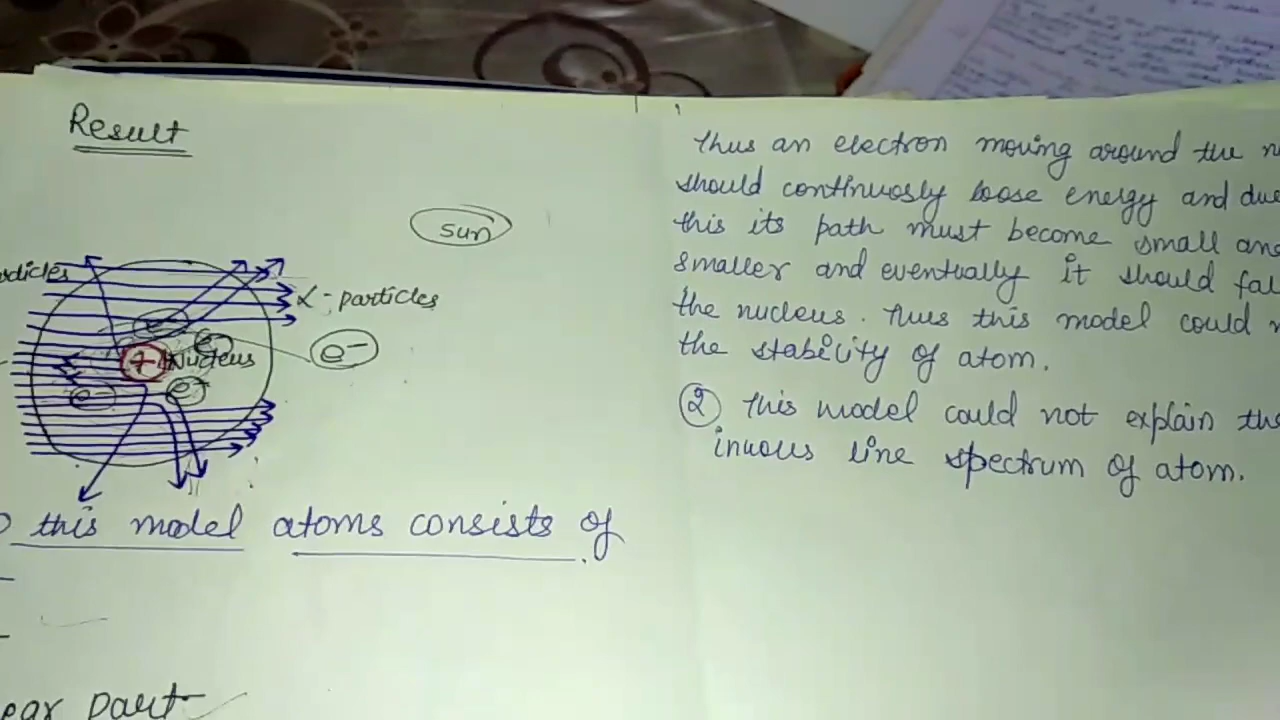 Result
sun
α-particles
e⁻
e⁻
+
Nucleus
e⁻
e⁻
this model atoms consists of
part
thus an electron moving around the
should continuosly loose energy and due
this its path must become small and
smaller and eventually it should
the nucleus. thus this model could
the stability of atom.
② this model could not explain the
inuous line spectrum of atom.